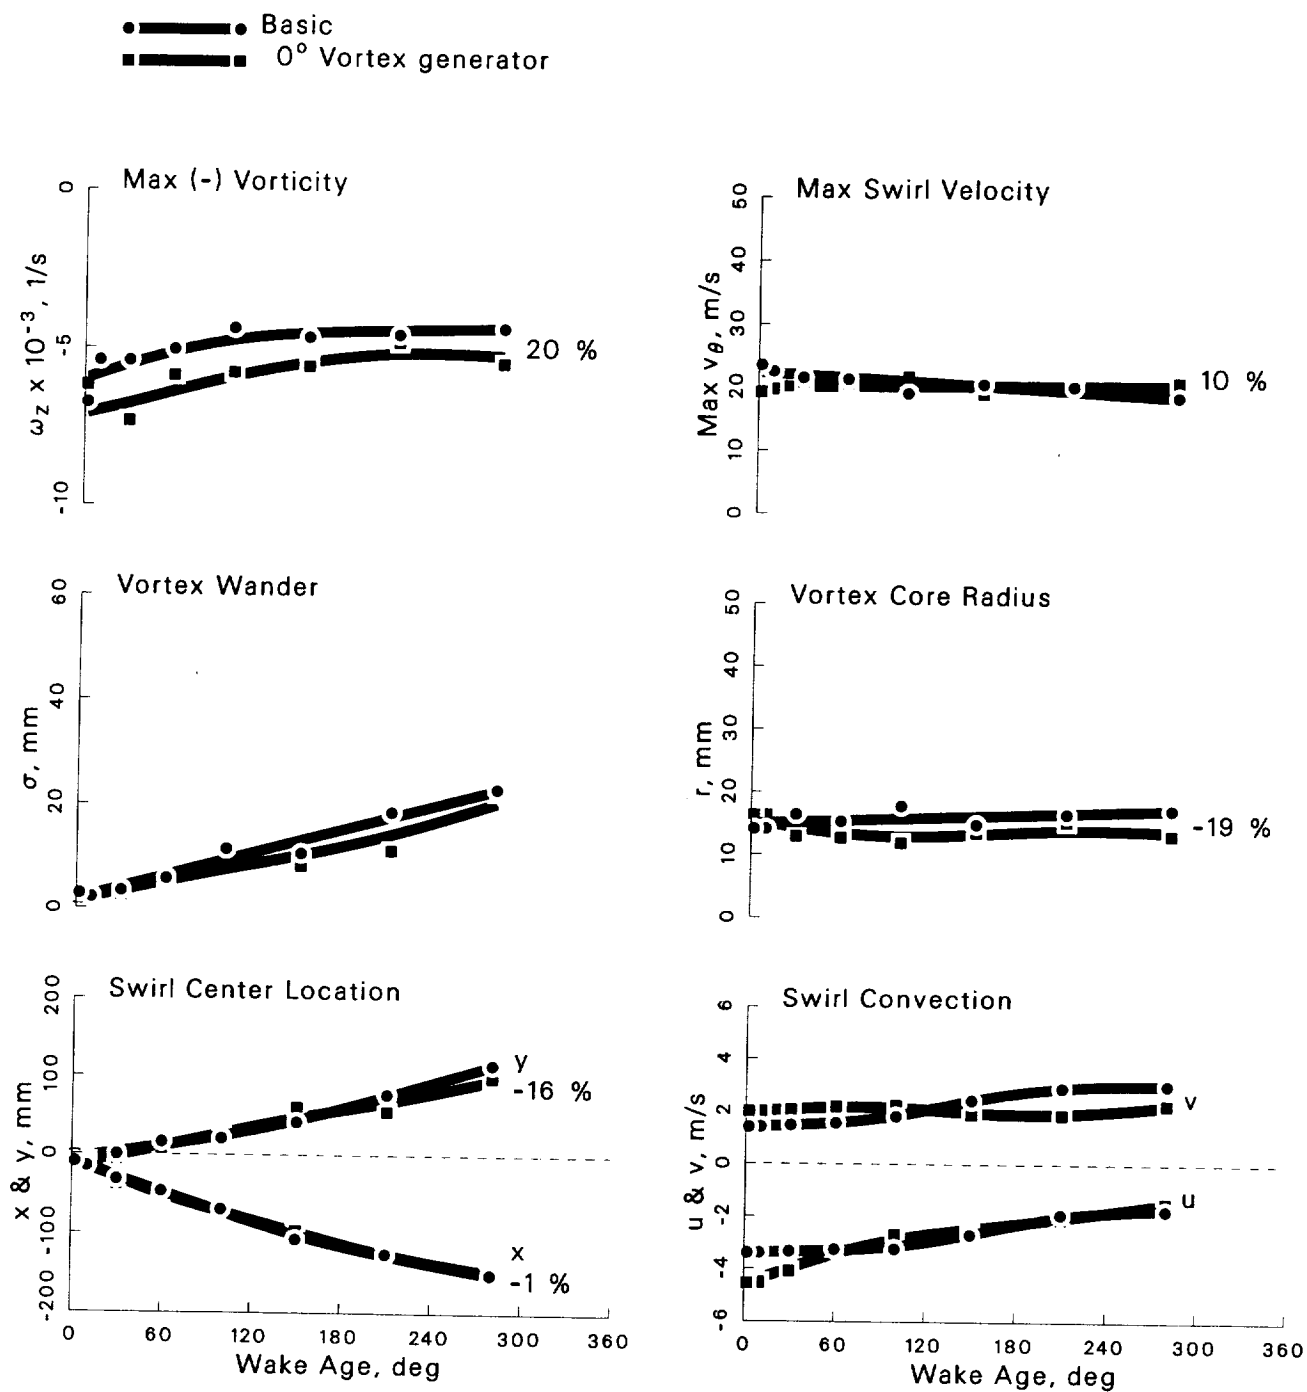 Basic
0° Vortex generator
Max (-) Vorticity
0
-5
-10
ω_z x 10⁻³, 1/s
20 %
Max Swirl Velocity
50
40
30
20
10
0
Max v_θ, m/s
10 %
Vortex Wander
60
40
20
0
σ, mm
Vortex Core Radius
50
40
30
20
10
0
r, mm
-19 %
Swirl Center Location
200
100
0
-100
-200
x & y, mm
y
-16 %
x
-1 %
0 60 120 180 240 300 360
Wake Age, deg
Swirl Convection
6
4
2
0
-2
-4
-6
u & v, m/s
v
u
0 60 120 180 240 300 360
Wake Age, deg